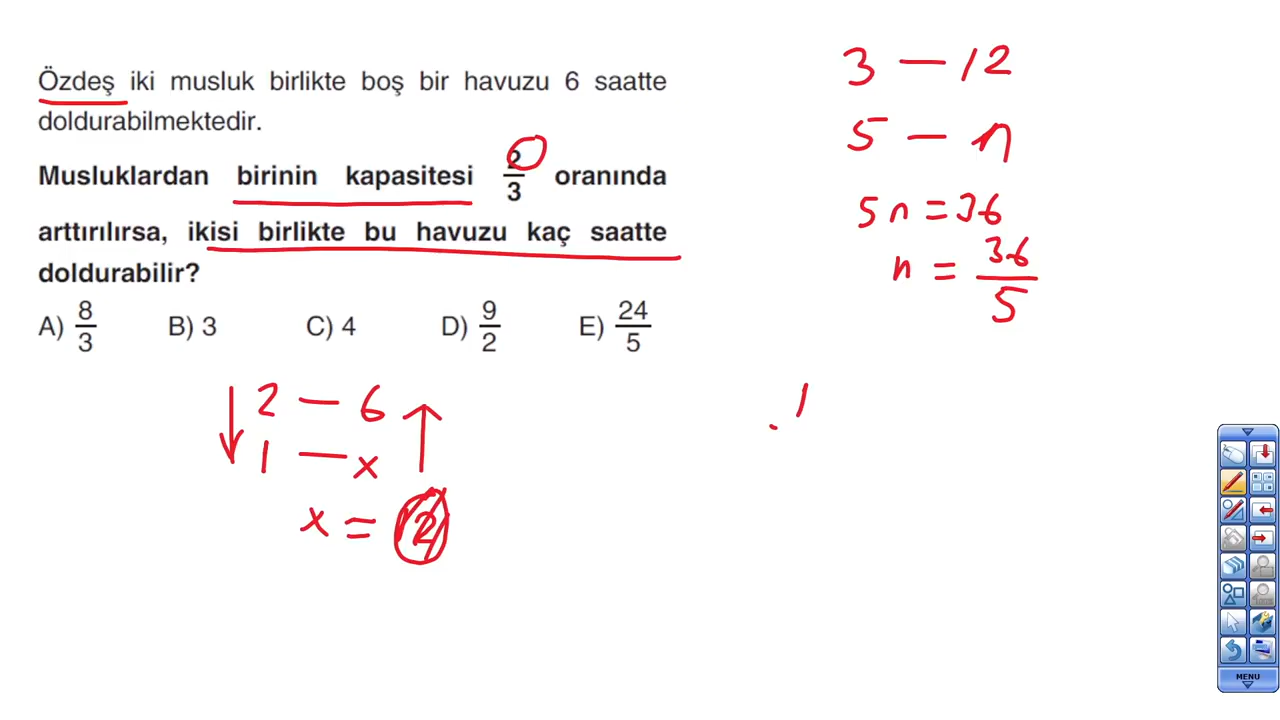 Özdeş iki musluk birlikte boş bir havuzu 6 saatte
doldurabilmektedir.
Musluklardan birinin kapasitesi 2/3 oranında
arttırılırsa, ikisi birlikte bu havuzu kaç saatte
doldurabilir?
A) 8/3 B) 3 C) 4 D) 9/2 E) 24/5
2 — 6
1 — x
x = 12
3 — 12
5 — n
5n = 36
n = 36/5
1
MENU